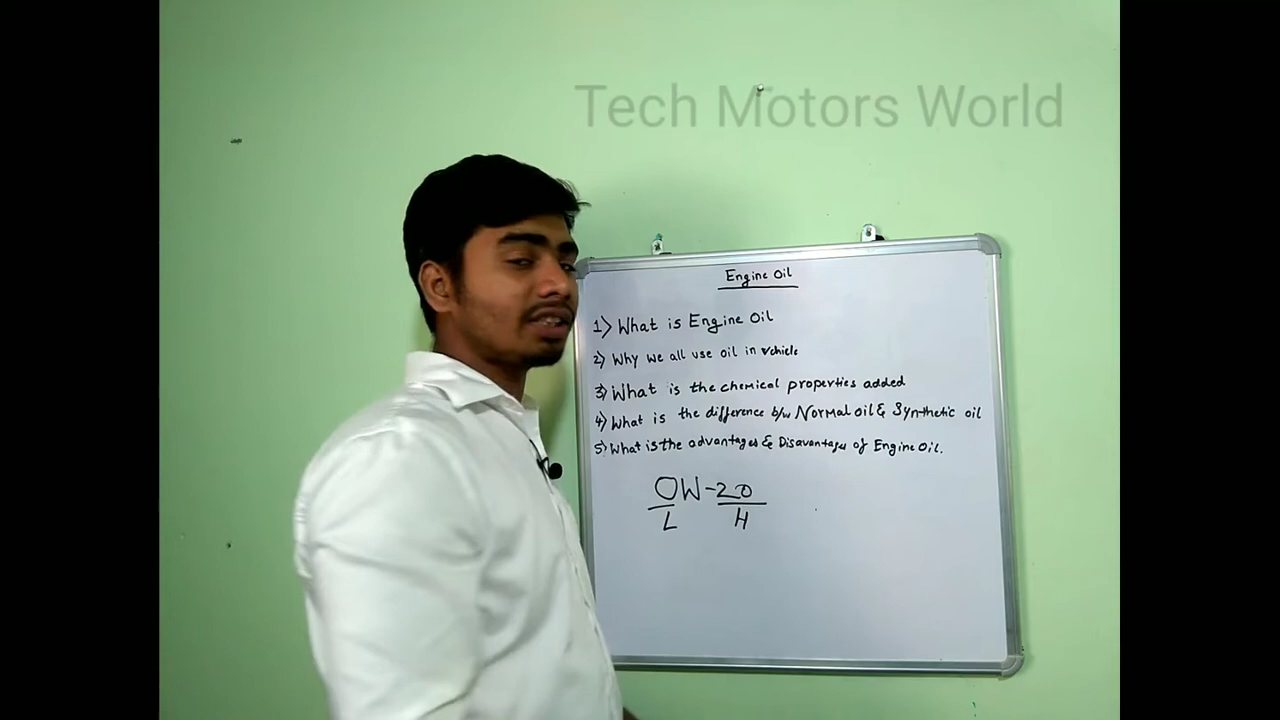 Tech Motors World
Engine Oil
1) What is Engine Oil
2) Why we all use oil in vehicle
3) What is the chemical properties added
4) What is the difference b/w Normal oil & Synthetic oil
5) What is the advantages & Disavantages of Engine Oil.
0W-20
L H